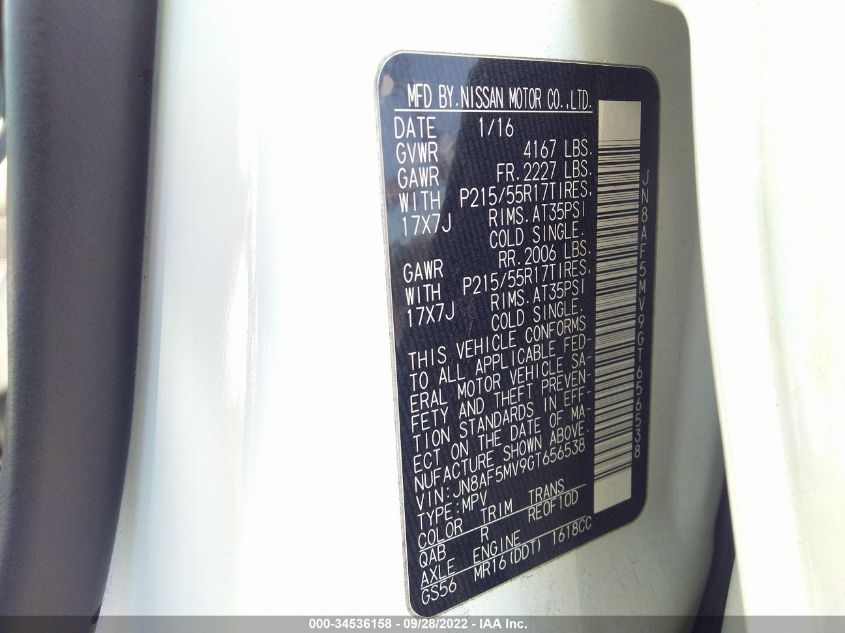 MFD BY.NISSAN MOTOR CO.,LTD.
DATE 1/16
GVWR 4167 LBS.
GAWR FR.2227 LBS.
WITH P215/55R17TIRES,
17X7J RIMS.AT35PSI
COLD SINGLE.
GAWR RR.2006 LBS.
WITH P215/55R17TIRES,
17X7J RIMS.AT35PSI
COLD SINGLE.
THIS VEHICLE CONFORMS
TO ALL APPLICABLE FED-
ERAL MOTOR VEHICLE SA-
FETY AND THEFT PREVEN-
TION STANDARDS IN EFF-
ECT ON THE DATE OF MA-
NUFACTURE SHOWN ABOVE.
VIN:JN8AF5MV9GT656538
TYPE:MPV
COLOR TRIM TRANS
QAB R RE0F10D
AXLE ENGINE
GS56 MR16(DDT) 1618CC
JN8AF5MV9GT656538
000-34536158 - 09/28/2022 - IAA Inc.